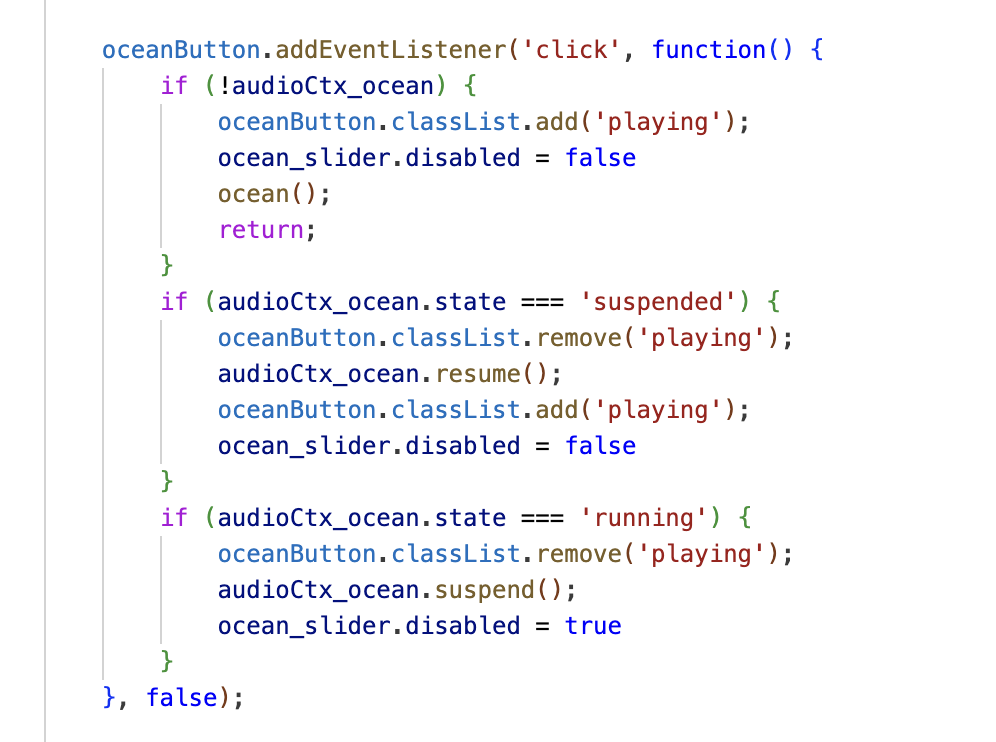 oceanButton.addEventListener('click', function() {
    if (!audioCtx_ocean) {
        oceanButton.classList.add('playing');
        ocean_slider.disabled = false
        ocean();
        return;
    }
    if (audioCtx_ocean.state === 'suspended') {
        oceanButton.classList.remove('playing');
        audioCtx_ocean.resume();
        oceanButton.classList.add('playing');
        ocean_slider.disabled = false
    }
    if (audioCtx_ocean.state === 'running') {
        oceanButton.classList.remove('playing');
        audioCtx_ocean.suspend();
        ocean_slider.disabled = true
    }
}, false);